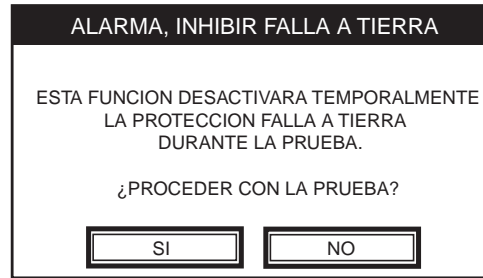 ALARMA, INHIBIR FALLA A TIERRA
ESTA FUNCION DESACTIVARA TEMPORALMENTE
LA PROTECCION FALLA A TIERRA
DURANTE LA PRUEBA.
¿PROCEDER CON LA PRUEBA?
SI NO